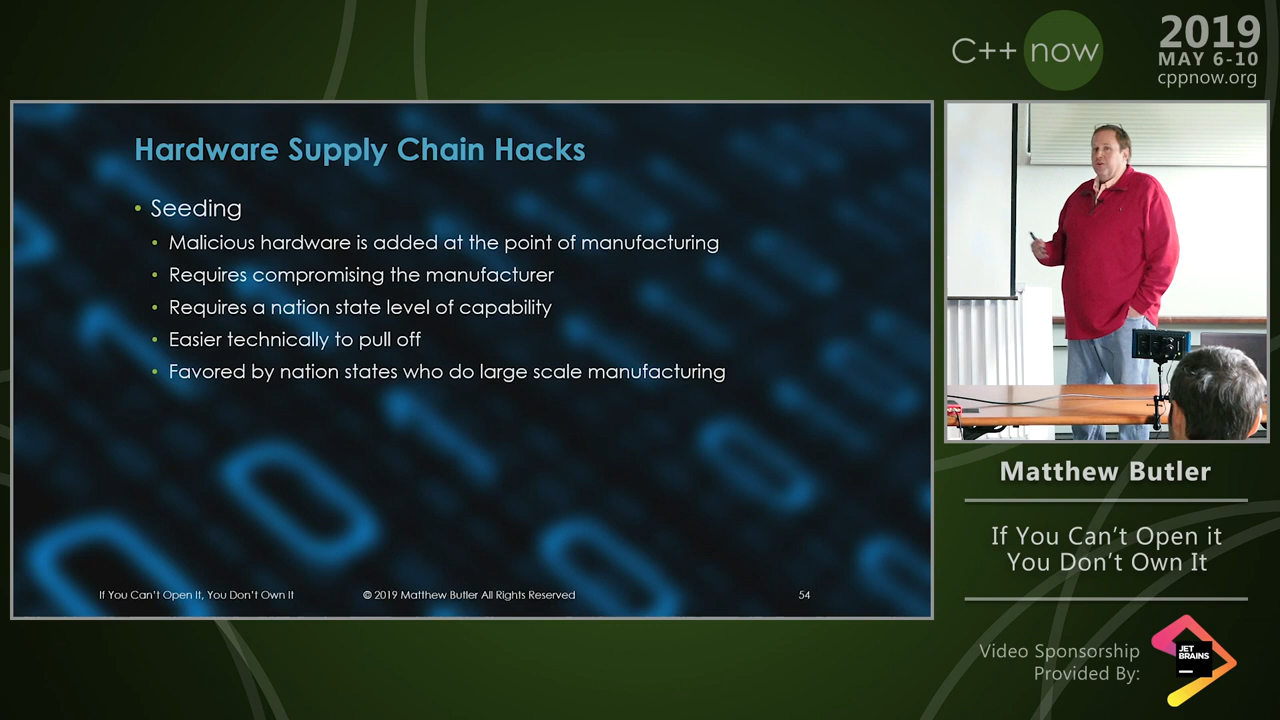 C++ now
2019
MAY 6-10
cppnow.org
Hardware Supply Chain Hacks
• Seeding
• Malicious hardware is added at the point of manufacturing
• Requires compromising the manufacturer
• Requires a nation state level of capability
• Easier technically to pull off
• Favored by nation states who do large scale manufacturing
If You Can't Open It, You Don't Own It
© 2019 Matthew Butler All Rights Reserved
54
Matthew Butler
If You Can't Open it
You Don't Own It
Video Sponsorship
Provided By:
JET
BRAINS